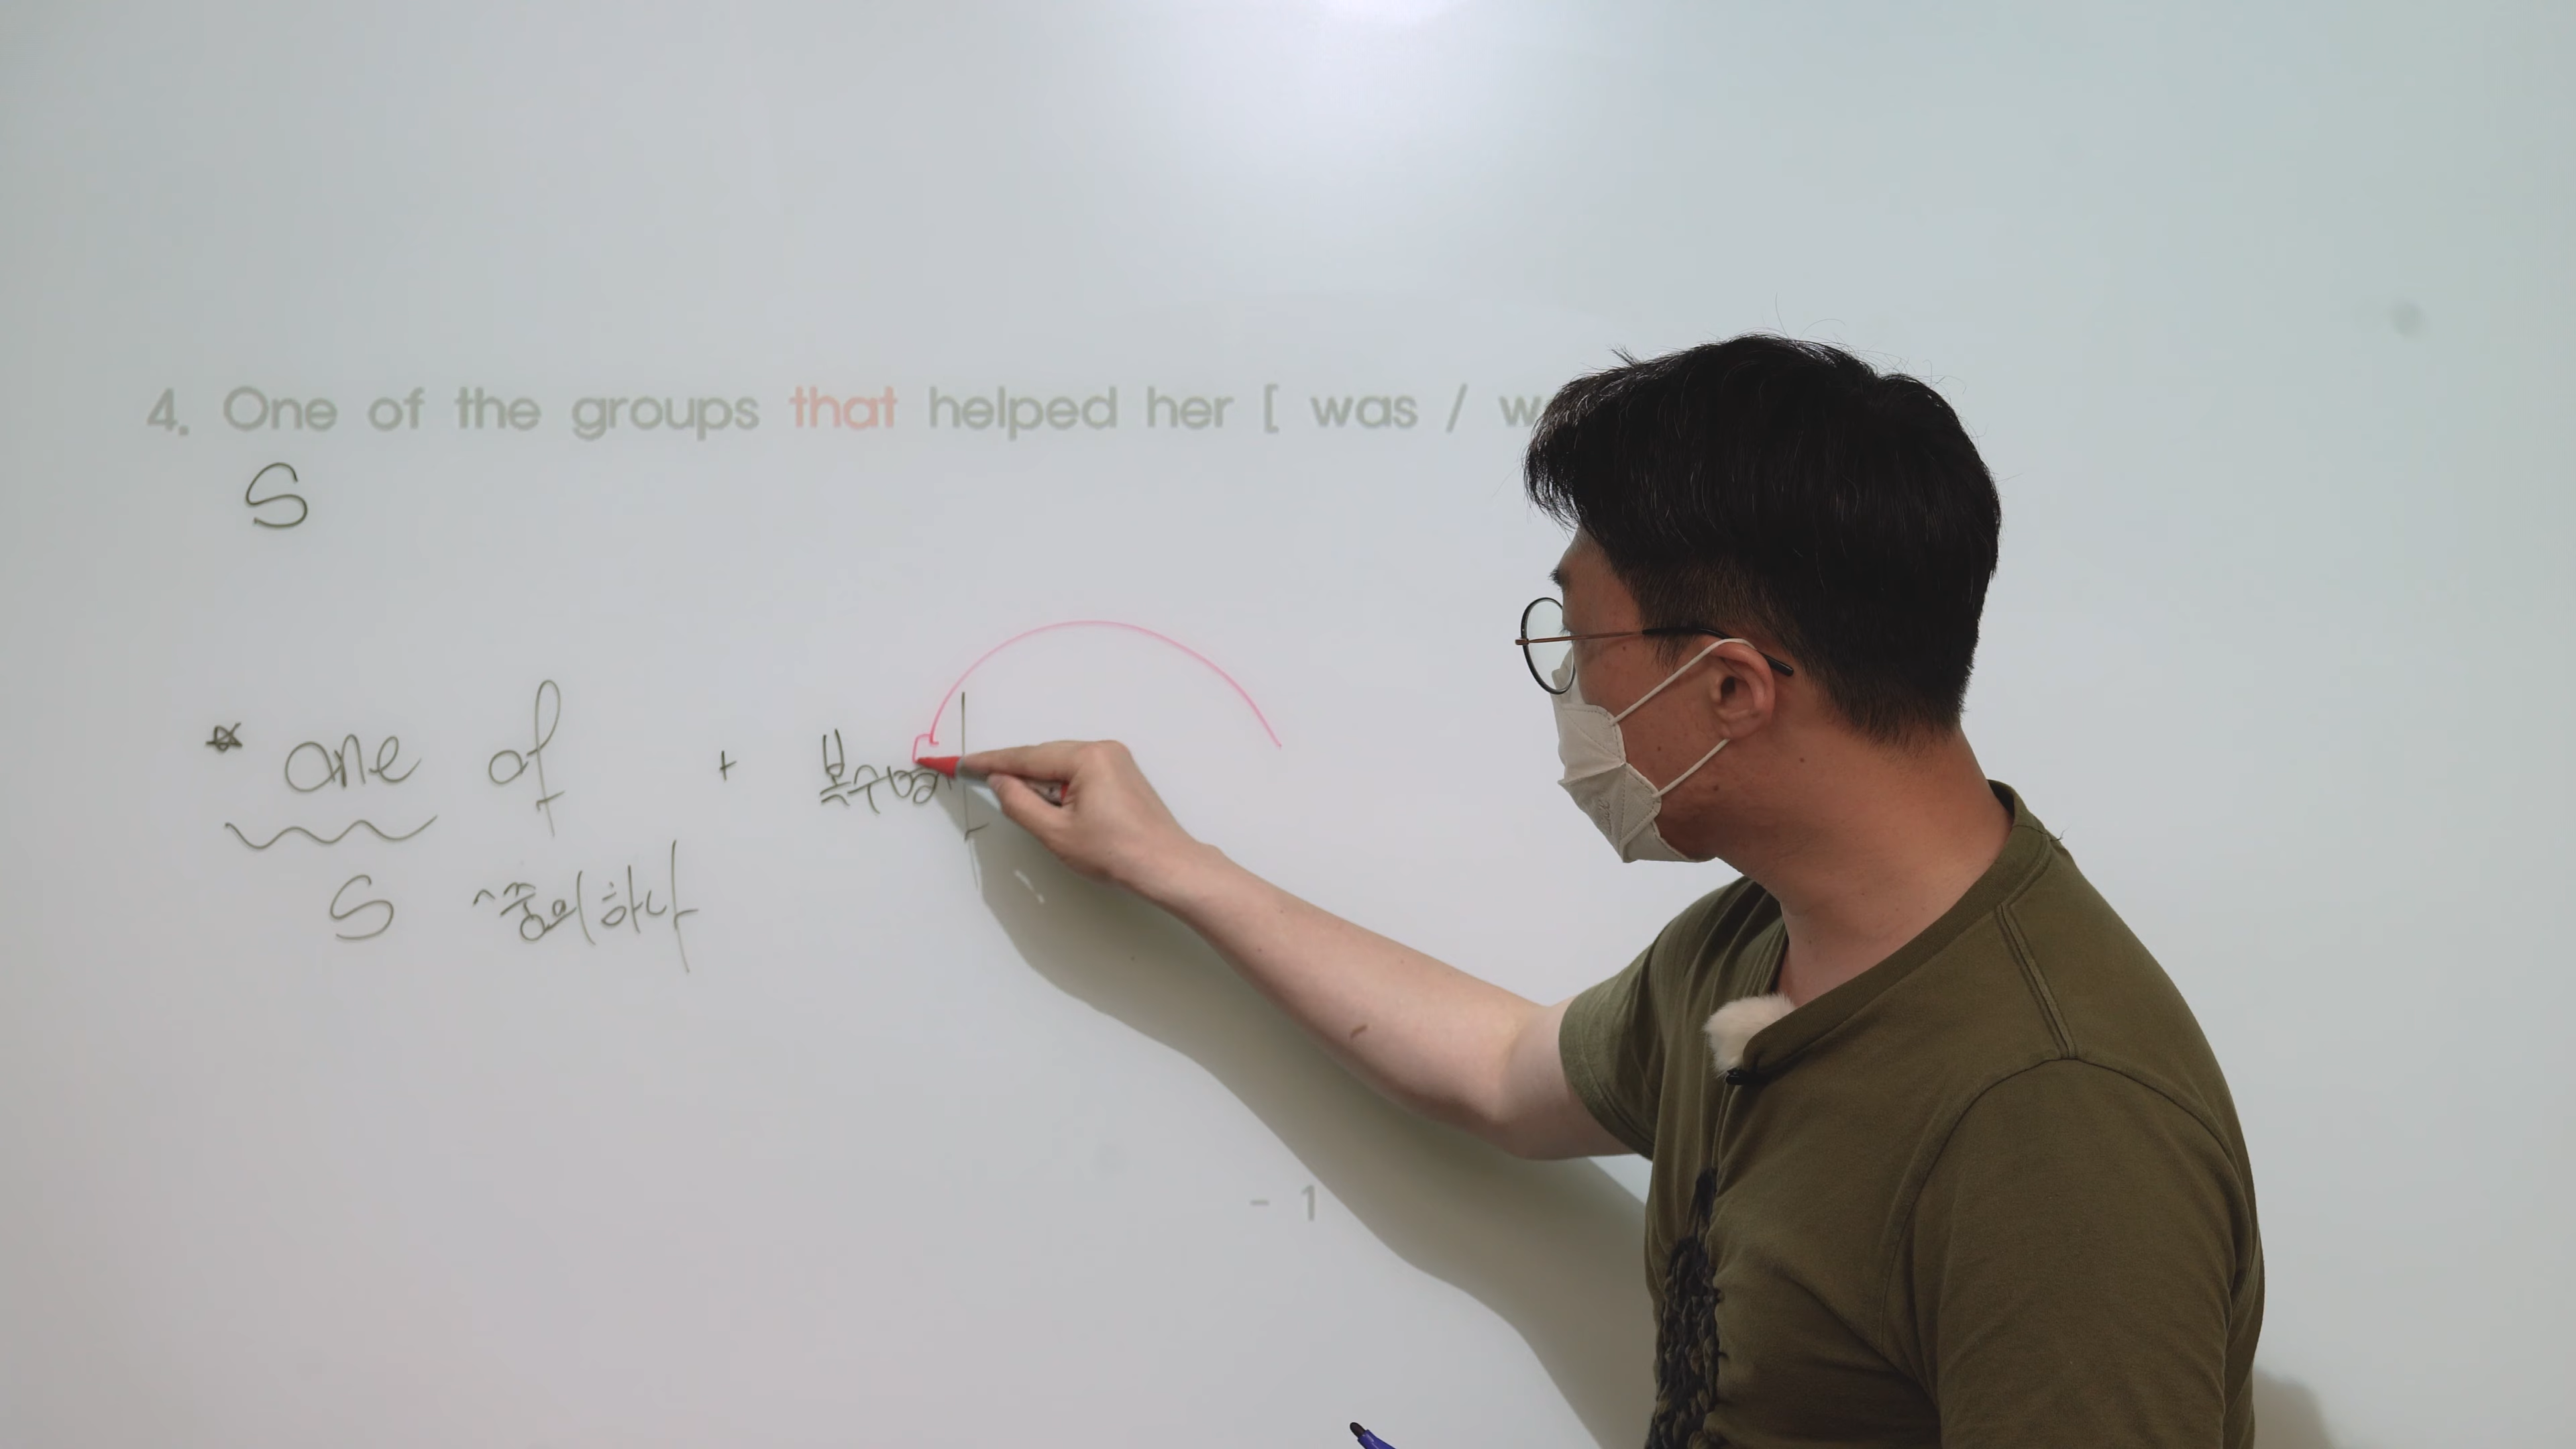 4. One of the groups that helped her [ was /
S
* one of + 복수명사
S ~중의 하나
- 1